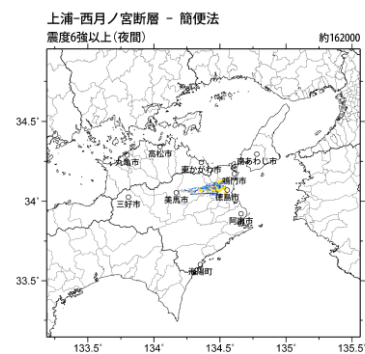 上浦−西月ノ宮断層 − 簡便法
震度6強以上（夜間）
約162000
34.5˚
34˚
33.5˚
高松市
丸亀市
東かがわ市
南あわじ市
鳴門市
徳島市
美馬市
三好市
阿南市
海陽町
133.5˚
134˚
134.5˚
135˚
135.5˚